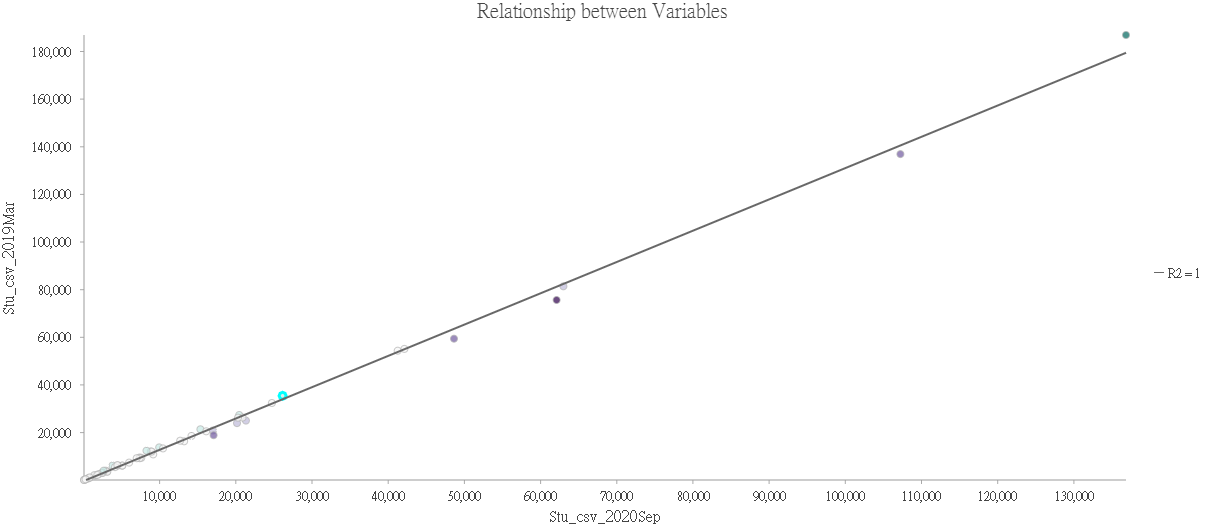 Relationship between Variables
Stu_csv_2019Mar
180,000
160,000
140,000
120,000
100,000
80,000
60,000
40,000
20,000
10,000 20,000 30,000 40,000 50,000 60,000 70,000 80,000 90,000 100,000 110,000 120,000 130,000
Stu_csv_2020Sep
R2=1